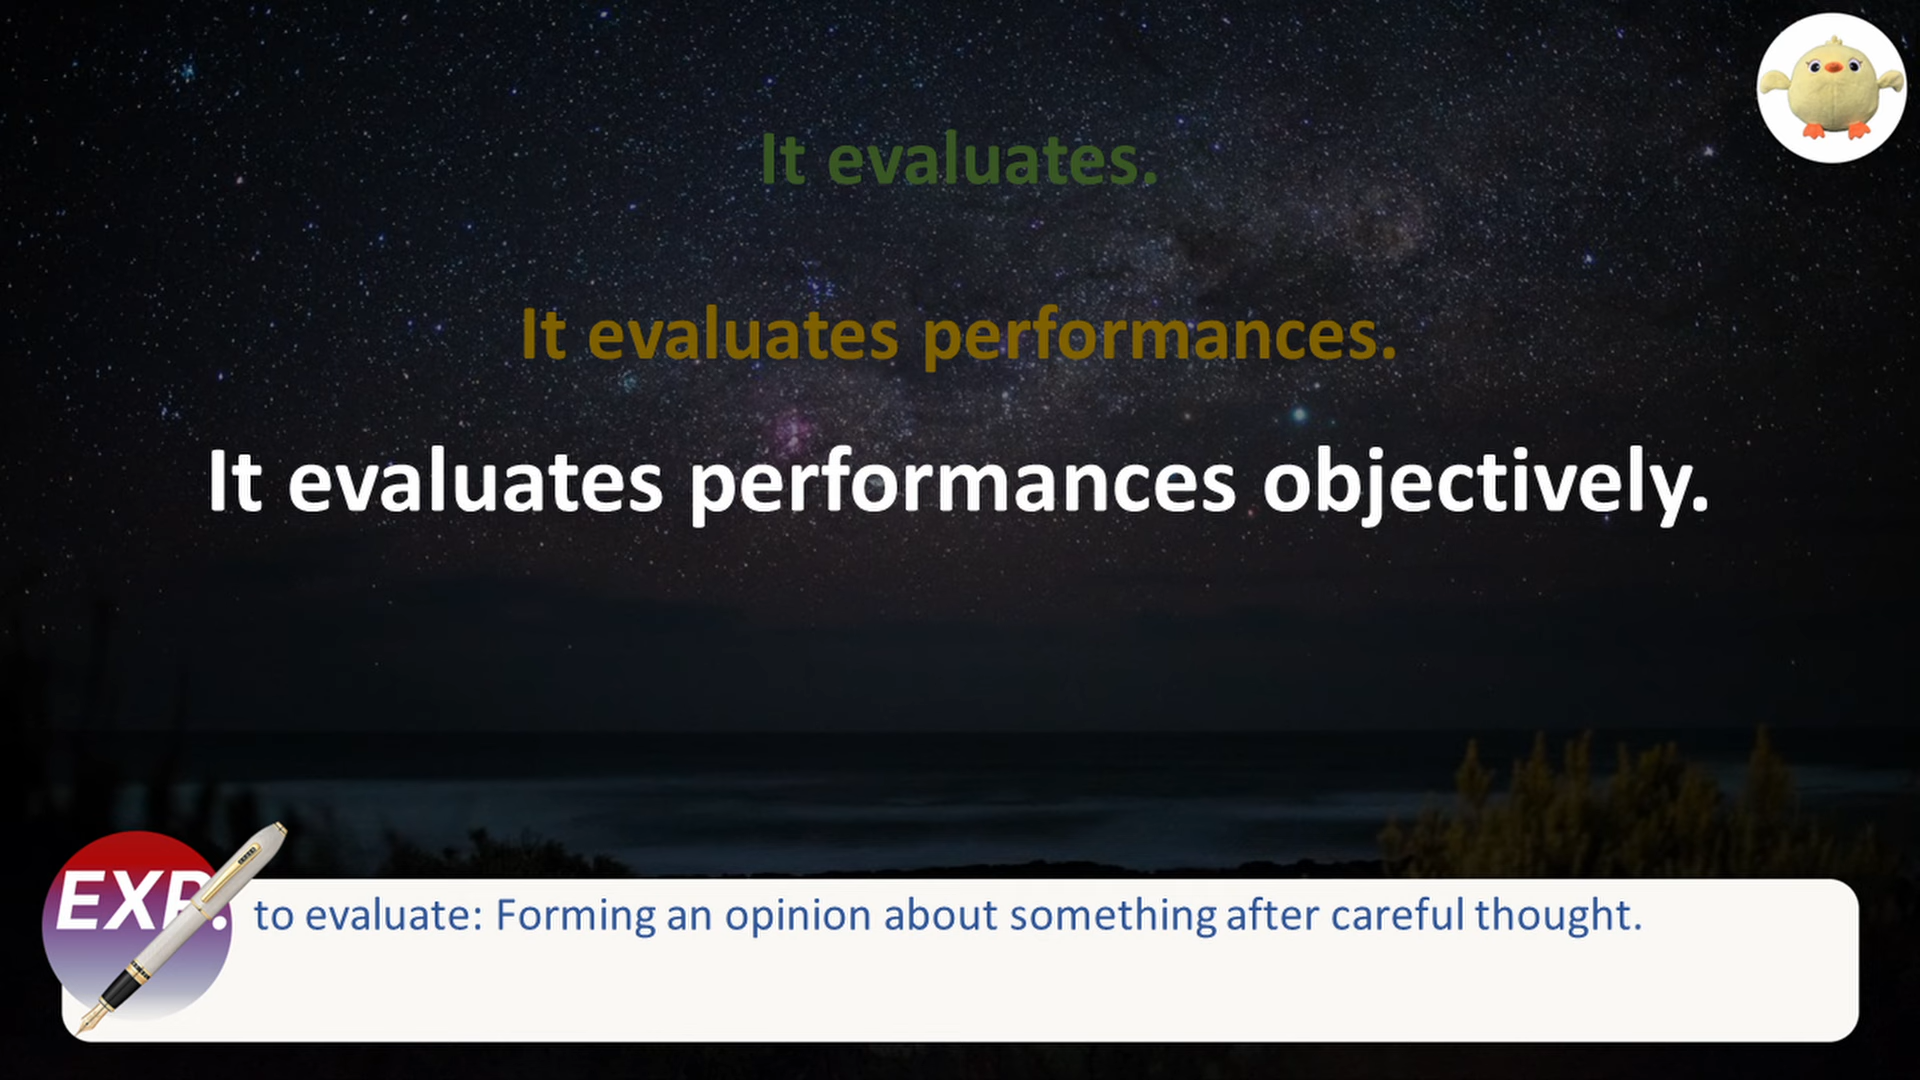 It evaluates.
It evaluates performances.
It evaluates performances objectively.
EXP.
to evaluate: Forming an opinion about something after careful thought.